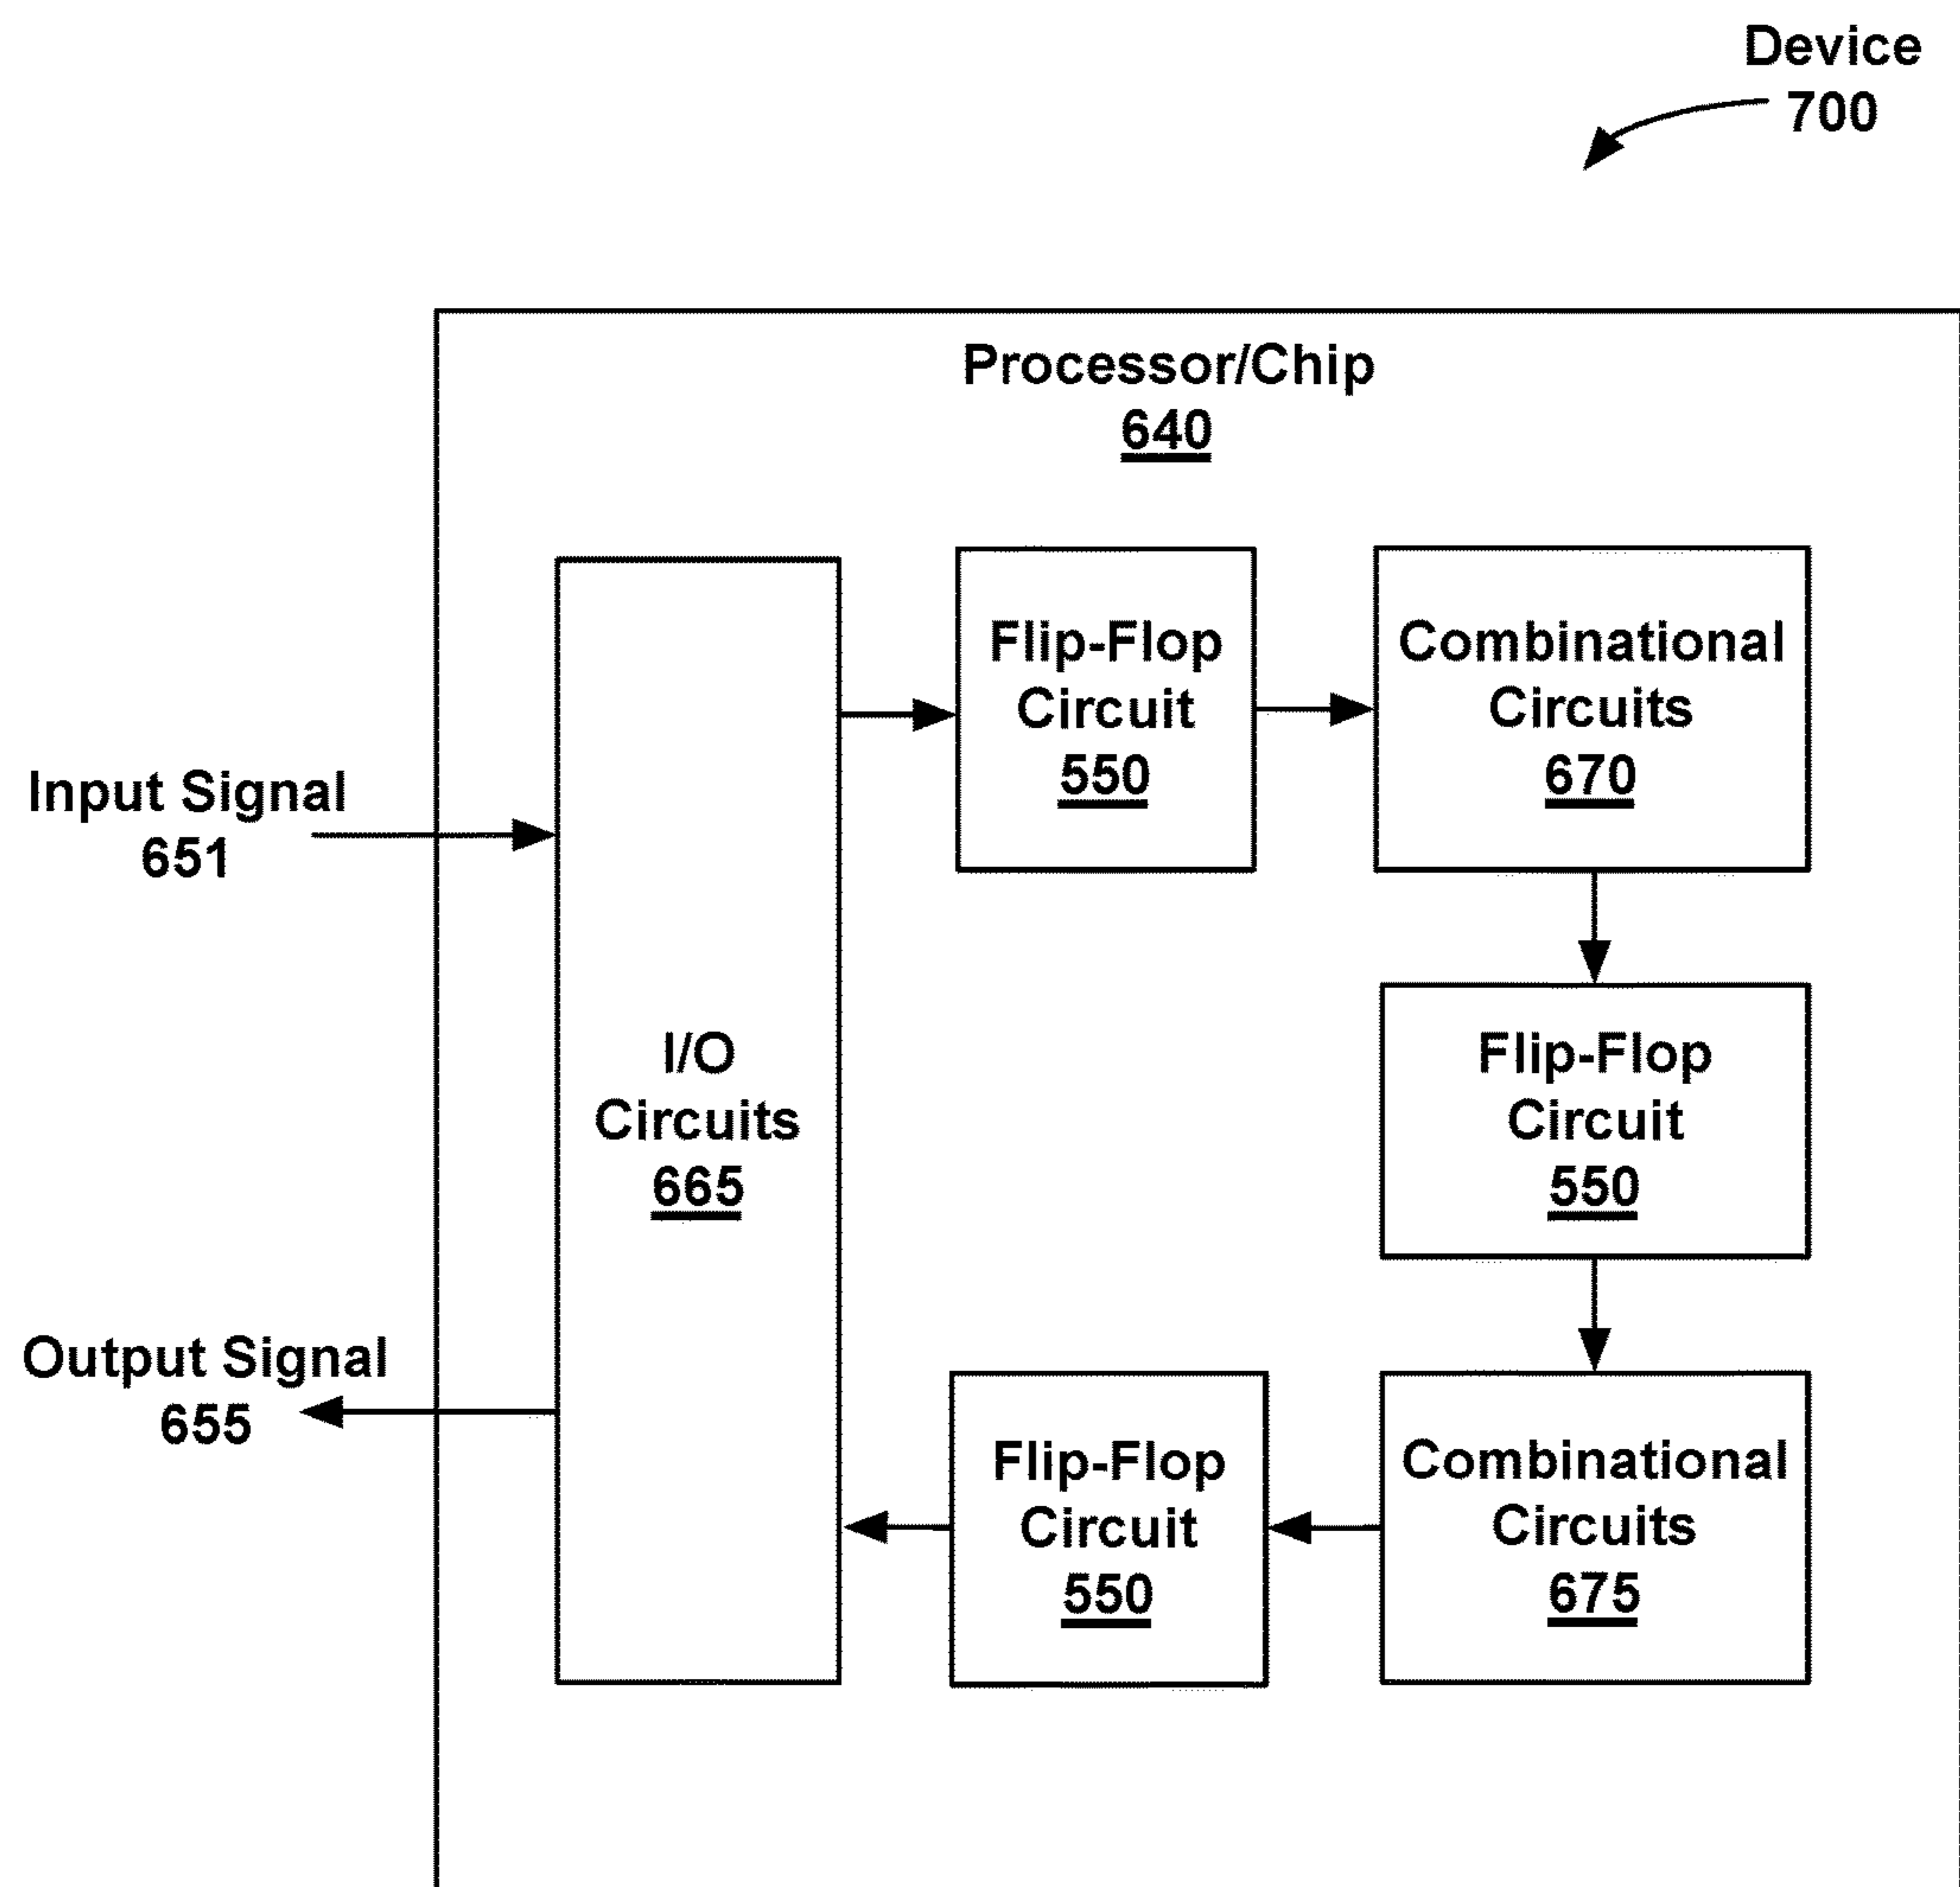 Device
700
Processor/Chip
640
Flip-Flop
Circuit
550
Combinational
Circuits
670
Input Signal
651
I/O
Circuits
665
Flip-Flop
Circuit
550
Output Signal
655
Flip-Flop
Circuit
550
Combinational
Circuits
675